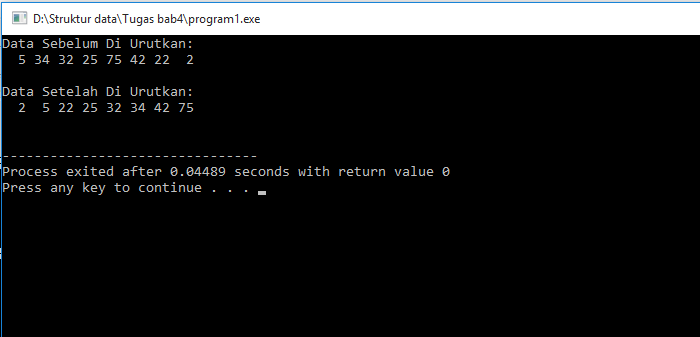 D:\Struktur data\Tugas bab4\program1.exe
Data Sebelum Di Urutkan:
  5 34 32 25 75 42 22  2
Data Setelah Di Urutkan:
  2  5 22 25 32 34 42 75
--------------------------------
Process exited after 0.04489 seconds with return value 0
Press any key to continue . . .